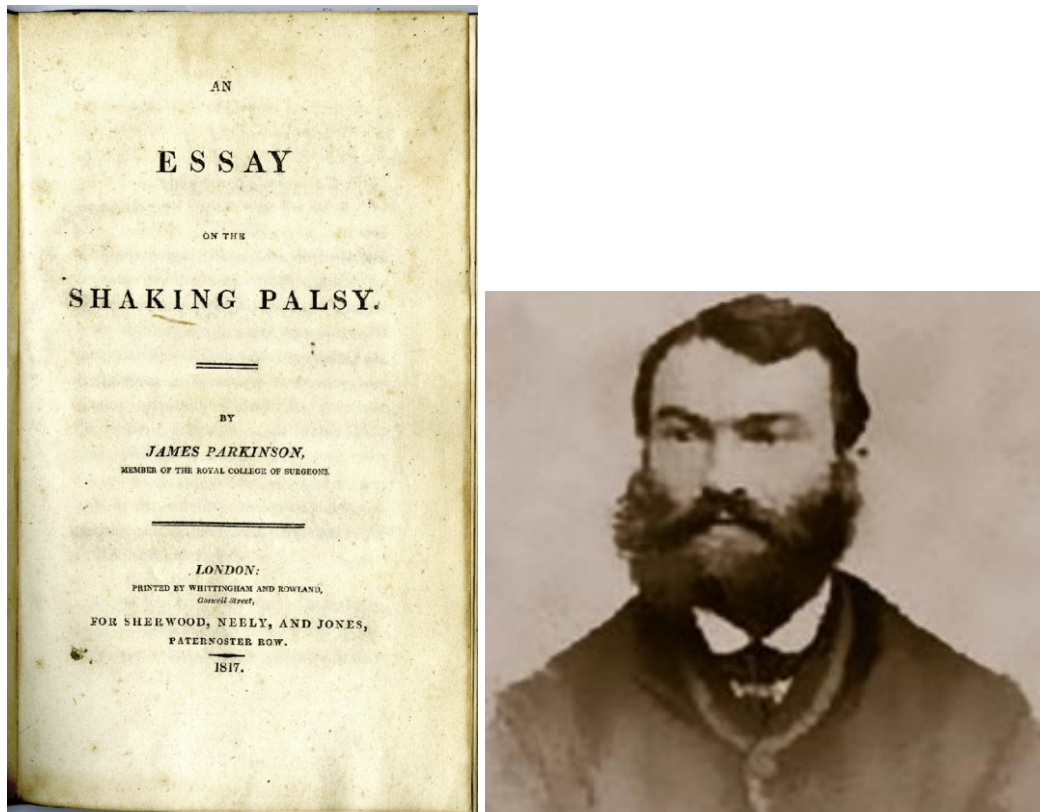 AN
ESSAY
ON THE
SHAKING PALSY.
BY
JAMES PARKINSON,
MEMBER OF THE ROYAL COLLEGE OF SURGEONS.
LONDON:
PRINTED BY WHITTINGHAM AND ROWLAND,
Goswell Street,
FOR SHERWOOD, NEELY, AND JONES,
PATERNOSTER ROW.
1817.